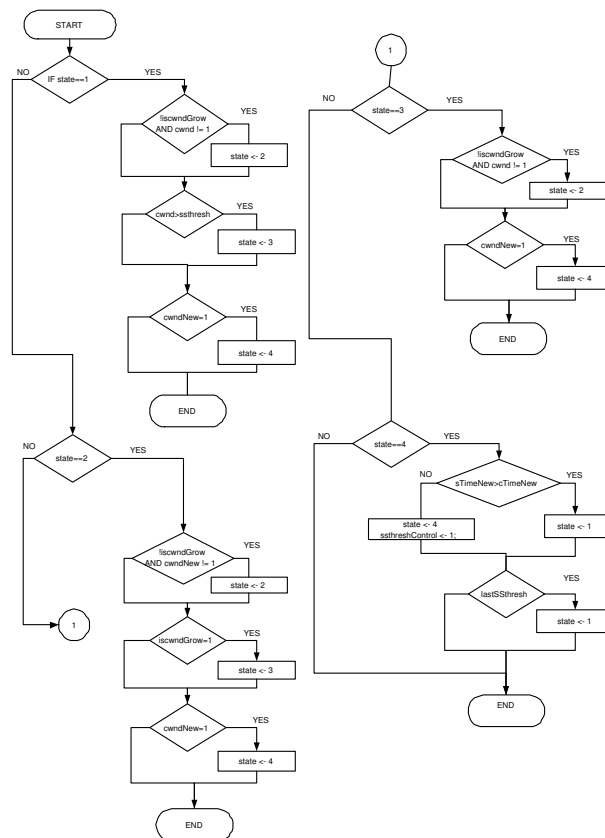 START
IF state==1
NO
YES
!iscwndGrow
AND cwnd != 1
YES
state <- 2
cwnd>ssthresh
YES
state <- 3
cwndNew=1
YES
state <- 4
END
state==2
NO
YES
!iscwndGrow
AND cwndNew != 1
YES
state <- 2
1
iscwndGrow=1
YES
state <- 3
cwndNew=1
YES
state <- 4
END
1
state==3
NO
YES
!iscwndGrow
AND cwnd != 1
YES
state <- 2
cwndNew=1
YES
state <- 4
END
state==4
NO
YES
sTimeNew>cTimeNew
NO
YES
state <- 4
ssthreshControl <- 1;
state <- 1
lastSSthresh
YES
state <- 1
END